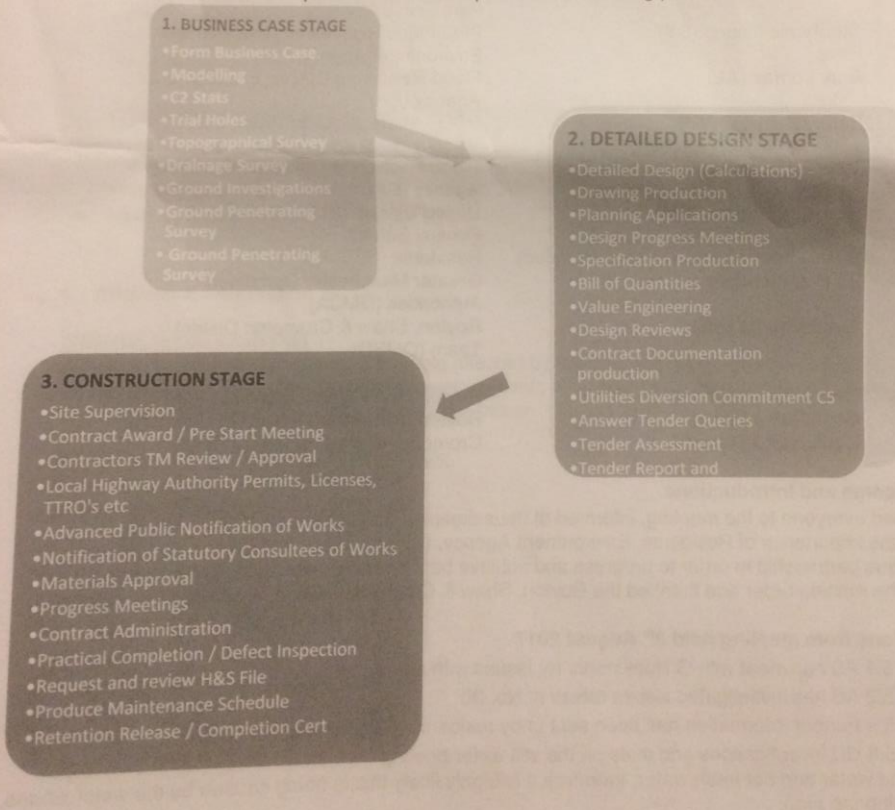 1. BUSINESS CASE STAGE
•Form Business Case
•Modelling
•C2 Stats
•Trial Holes
•Topographical Survey
•Drainage Survey
•Ground Investigations
•Ground Penetrating
Survey
• Ground Penetrating
Survey
2. DETAILED DESIGN STAGE
•Detailed Design (Calculations) -
•Drawing Production
•Planning Applications
•Design Progress Meetings
•Specification Production
•Bill of Quantities
•Value Engineering
•Design Reviews
•Contract Documentation
production
•Utilities Diversion Commitment C5
•Answer Tender Queries
•Tender Assessment
•Tender Report and
3. CONSTRUCTION STAGE
•Site Supervision
•Contract Award / Pre Start Meeting
•Contractors TM Review / Approval
•Local Highway Authority Permits, Licenses,
TTRO's etc
•Advanced Public Notification of Works
•Notification of Statutory Consultees of Works
•Materials Approval
•Progress Meetings
•Contract Administration
•Practical Completion / Defect Inspection
•Request and review H&S File
•Produce Maintenance Schedule
•Retention Release / Completion Cert